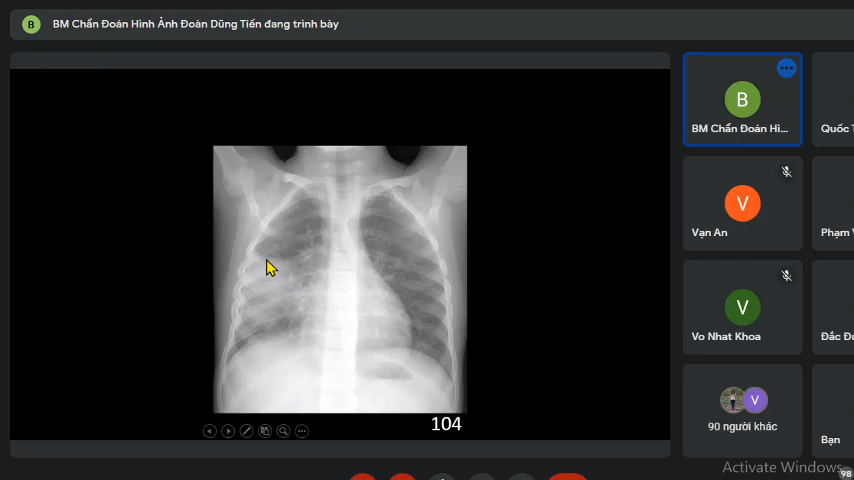 B BM Chẩn Đoán Hình Ảnh Đoàn Dũng Tiến đang trình bày
B
BM Chẩn Đoán Hì...
Quốc T
V
Vạn An
Phạm V
V
Vo Nhat Khoa
Đắc Đu
V
90 người khác
Bạn
104
Activate Windows
98